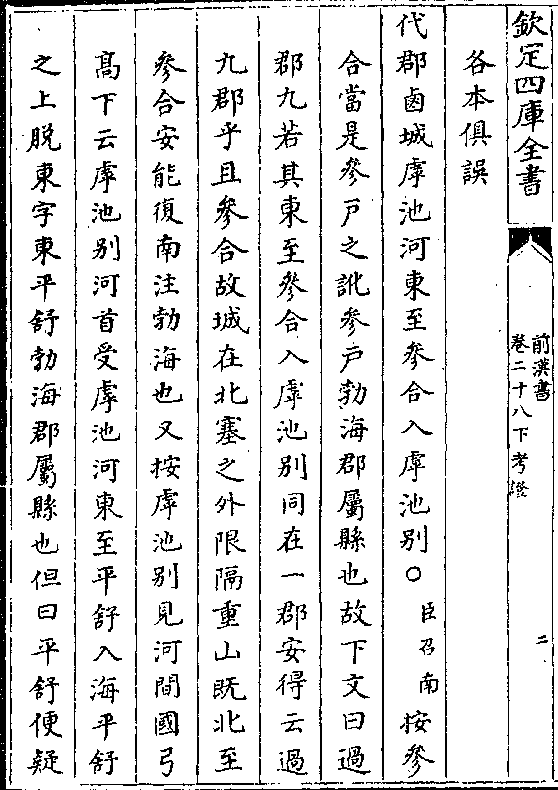 欽定四庫全書
前漢書
卷二十八下考證
二
各本俱誤
代郡鹵城虖池河東至參合入虖池别○臣召南按參
合當是參戸之訛參户勃海郡屬縣也故下文曰過
郡九若其東至參合入虖池别同在一郡安得云過
九郡乎且參合故城在北塞之外限隔重山既北至
參合安能復南注勃海也又按虖池别見河間國弓
髙下云虖池别河首受虖池河東至平舒入海平舒
之上脱東字東平舒勃海郡屬縣也但曰平舒便疑